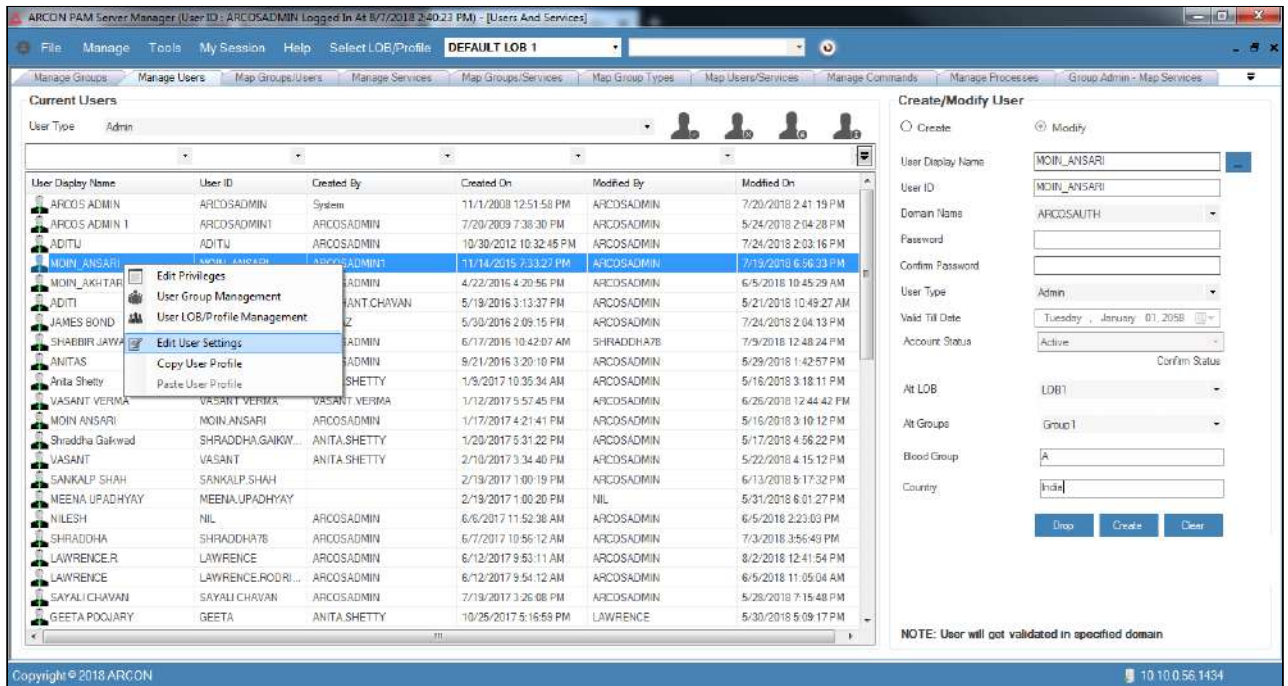 ARCON PAM Server Manager (User ID : ARCOSADMIN Logged In At 8/7/2018 2:40:23 PM) - [Users And Services]
File Manage Tools My Session Help Select LOB/Profile DEFAULT LOB 1
Manage Groups Manage Users Map Groups/Users Manage Services Map Groups/Services Map Group Types Map Users/Services Manage Commands Manage Processes Group Admin - Map Services
Current Users
User Type Admin
User Display Name User ID Created By Created On Modified By Modified On
ARCOS ADMIN ARCOSADMIN System 11/1/2008 12:51:58 PM ARCOSADMIN 7/20/2018 2:41:19 PM
ARCOS ADMIN 1 ARCOSADMIN1 ARCOSADMIN 7/20/2009 7:38:30 PM ARCOSADMIN 5/24/2018 2:04:28 PM
ADITIJ ADITIJ ARCOSADMIN 10/30/2012 10:32:45 PM ARCOSADMIN 7/24/2018 2:03:16 PM
MOIN_ANSARI MOIN_ANSARI ARCOSADMIN1 11/14/2015 7:33:27 PM ARCOSADMIN 7/19/2018 6:56:33 PM
MOIN_AKHTAR SADMIN 4/22/2016 4:20:56 PM ARCOSADMIN 6/5/2018 10:45:29 AM
ADITI ANT.CHAVAN 5/19/2016 3:13:37 PM ARCOSADMIN 5/21/2018 10:49:27 AM
JAMES BOND Z 5/30/2016 2:09:15 PM ARCOSADMIN 7/24/2018 2:04:13 PM
SHABBIR JAWA SADMIN 6/17/2016 10:42:07 AM SHRADDHA78 7/9/2018 12:48:24 PM
ANITAS SADMIN 9/21/2016 3:20:10 PM ARCOSADMIN 5/29/2018 1:42:57 PM
Anita Shetty SHETTY 1/9/2017 10:35:34 AM ARCOSADMIN 5/16/2018 3:18:11 PM
VASANT VERMA VASANT.VERMA VASANT.VERMA 1/12/2017 5:57:45 PM ARCOSADMIN 6/26/2018 12:44:42 PM
MOIN ANSARI MOIN.ANSARI ARCOSADMIN 1/17/2017 4:21:41 PM ARCOSADMIN 5/16/2018 3:10:12 PM
Shraddha Gaikwad SHRADDHA.GAIKW... ANITA.SHETTY 1/20/2017 5:31:22 PM ARCOSADMIN 5/17/2018 4:56:22 PM
VASANT VASANT ANITA.SHETTY 2/10/2017 3:34:40 PM ARCOSADMIN 5/22/2018 4:15:12 PM
SANKALP SHAH SANKALP.SHAH 2/19/2017 1:00:19 PM ARCOSADMIN 6/13/2018 5:17:32 PM
MEENA UPADHYAY MEENA.UPADHYAY 2/19/2017 1:00:20 PM NIL 5/31/2018 6:01:27 PM
NILESH NIL ARCOSADMIN 6/6/2017 11:52:38 AM ARCOSADMIN 6/5/2018 2:23:03 PM
SHRADDHA SHRADDHA78 ARCOSADMIN 6/7/2017 10:56:12 AM ARCOSADMIN 7/3/2018 3:56:49 PM
LAWRENCE.R LAWRENCE ARCOSADMIN 6/12/2017 9:53:11 AM ARCOSADMIN 8/2/2018 12:41:54 PM
LAWRENCE LAWRENCE.RODRI... ARCOSADMIN 6/12/2017 9:54:12 AM ARCOSADMIN 6/5/2018 11:05:04 AM
SAYALI CHAVAN SAYALI CHAVAN ARCOSADMIN 7/19/2017 3:26:08 PM ARCOSADMIN 5/28/2018 7:15:48 PM
GEETA POOJARY GEETA ANITA.SHETTY 10/25/2017 5:16:59 PM LAWRENCE 5/30/2018 5:09:17 PM
Edit Privileges
User Group Management
User LOB/Profile Management
Edit User Settings
Copy User Profile
Paste User Profile
Create/Modify User
Create Modify
User Display Name MOIN_ANSARI ...
User ID MOIN_ANSARI
Domain Name ARCOSAUTH
Password
Confirm Password
User Type Admin
Valid Till Date Tuesday , January 01, 2058
Account Status Active
Confirm Status
Att LOB LOB1
Att Groups Group1
Blood Group A
Country India
Drop Create Clear
NOTE: User will get validated in specified domain
Copyright © 2018 ARCON 10.10.0.56,1434